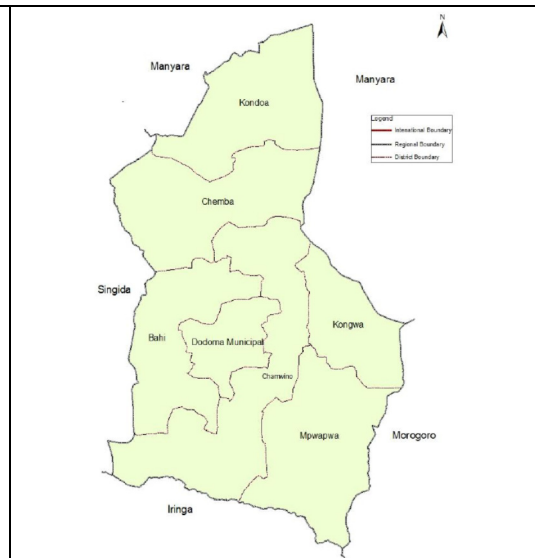 N
Manyara
Manyara
Kondoa
Legend
International Boundary
Regional Boundary
District Boundary
Chemba
Singida
Kongwa
Bahi
Dodoma Municipal
Chamwino
Mpwapwa
Morogoro
Iringa